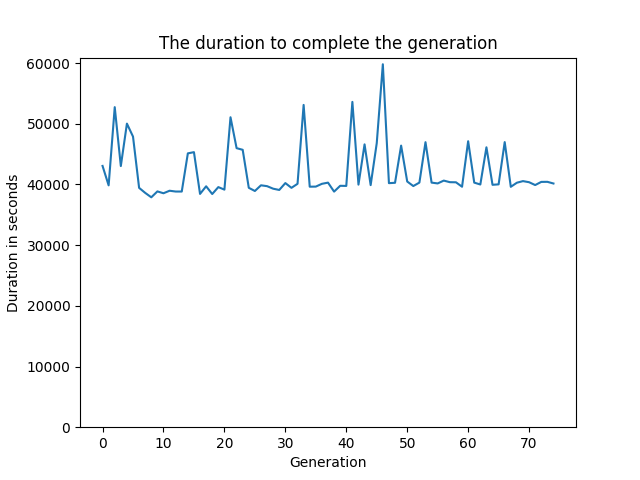 The duration to complete the generation
60000
50000
40000
30000
20000
10000
0
Duration in seconds
0 10 20 30 40 50 60 70
Generation